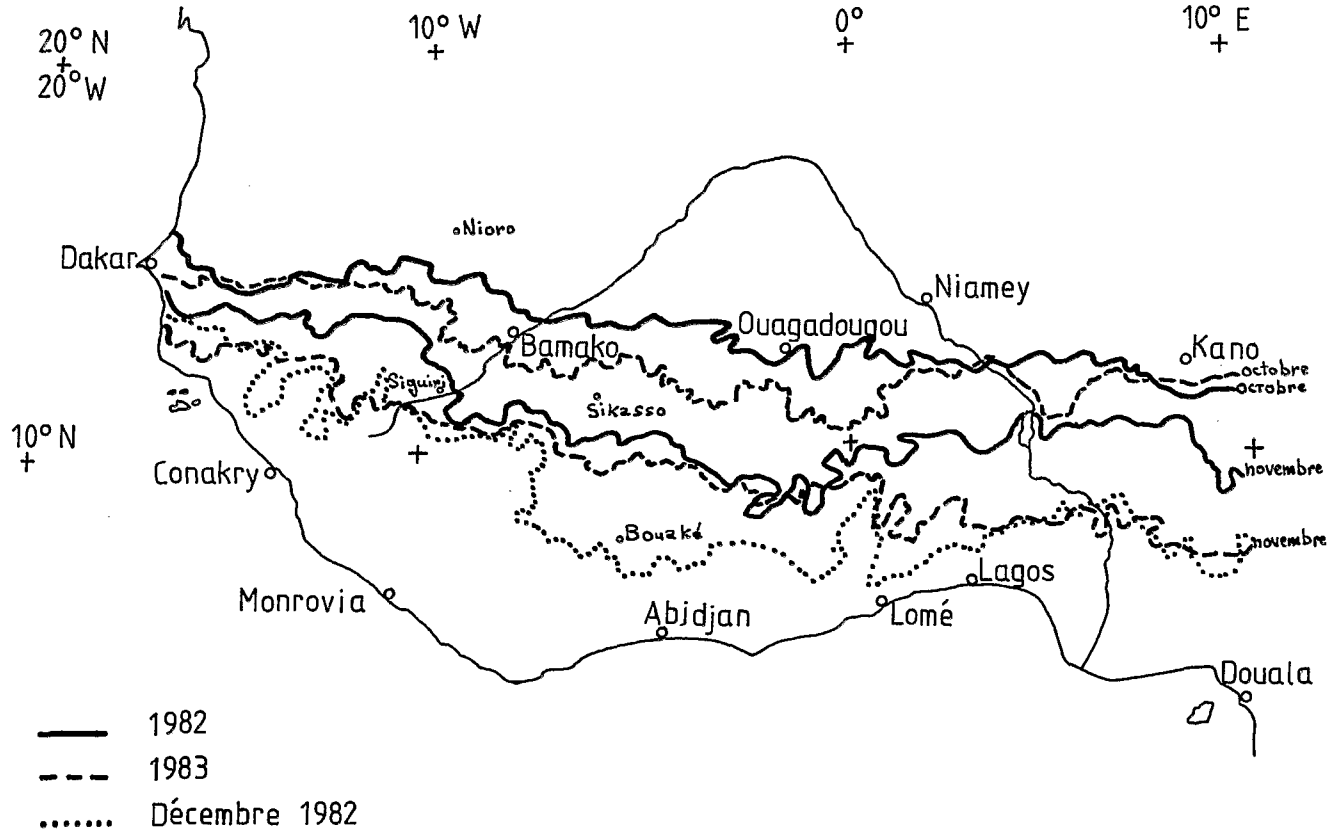 20° N
20° W
10° W
0°
10° E
Nioro
Dakar
Niamey
Ouagadougou
Bamako
Kano
octobre
octobre
Siguiri
Sikasso
10° N
Conakry
novembre
Bouaké
novembre
Lagos
Monrovia
Abidjan
Lomé
Douala
1982
1983
Décembre 1982